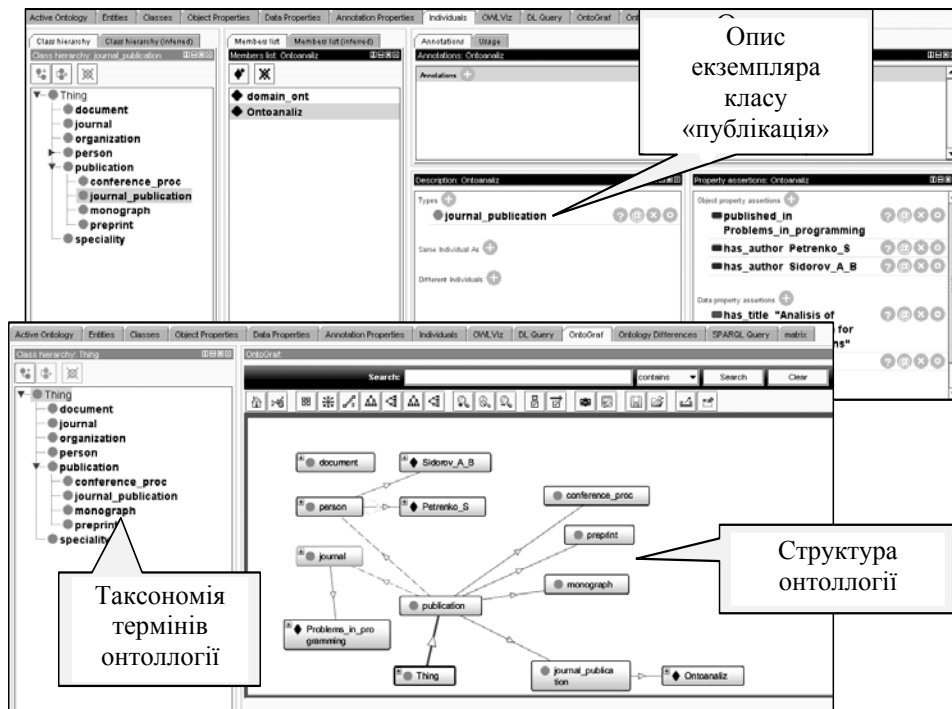 Active Ontology Entities Classes Object Properties Data Properties Annotation Properties Individuals OWLViz DL Query OntoGraf
Class hierarchy Class hierarchy (inferred)
Class hierarchy: journal_publication
Thing
document
journal
organization
person
publication
conference_proc
journal_publication
monograph
preprint
speciality
Members list Members list (inferred)
Members list: Ontoanaliz
domain_ont
Ontoanaliz
Annotations Usage
Annotations: Ontoanaliz
Annotations
Опис
екземпляра
класу
«публікація»
Description: Ontoanaliz
Types
journal_publication
Same Individual As
Different Individuals
Property assertions: Ontoanaliz
Object property assertions
published_in
Problems_in_programming
has_author Petrenko_S
has_author Sidorov_A_B
Data property assertions
has_title "Analisis of
for
Active Ontology Entities Classes Object Properties Data Properties Annotation Properties Individuals OWLViz DL Query OntoGraf Ontology Differences SPARQL Query matrix
Class hierarchy: Thing
Thing
document
journal
organization
person
publication
conference_proc
journal_publication
monograph
preprint
Таксономія
термінів
онтоллогії
OntoGraf:
Search: contains Search Clear
document
Sidorov_A_B
person
Petrenko_S
conference_proc
preprint
journal
monograph
publication
Problems_in_pro
gramming
Thing
journal_publica
tion
Ontoanaliz
Структура
онтоллогії